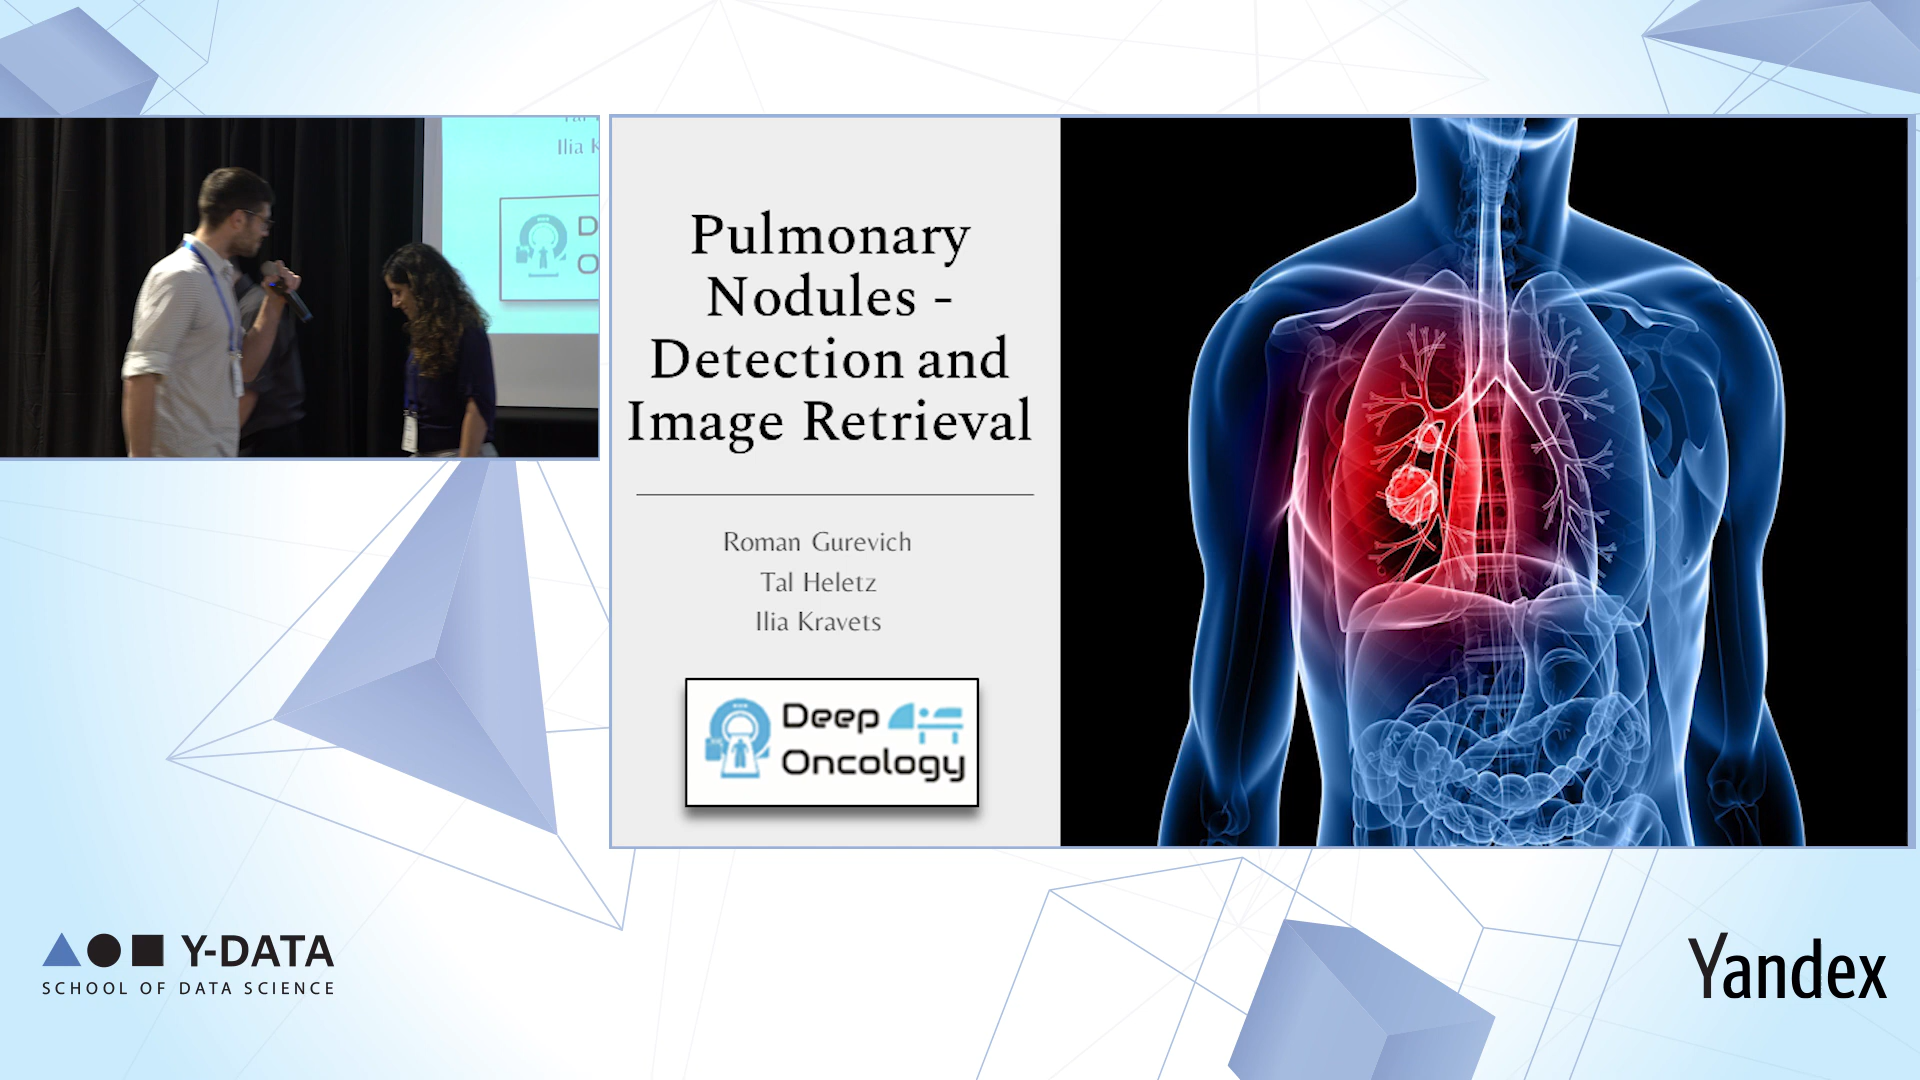 Ilia K
D
O
Pulmonary
Nodules -
Detection and
Image Retrieval
Roman Gurevich
Tal Heletz
Ilia Kravets
Deep
Oncology
Y-DATA
SCHOOL OF DATA SCIENCE
Yandex